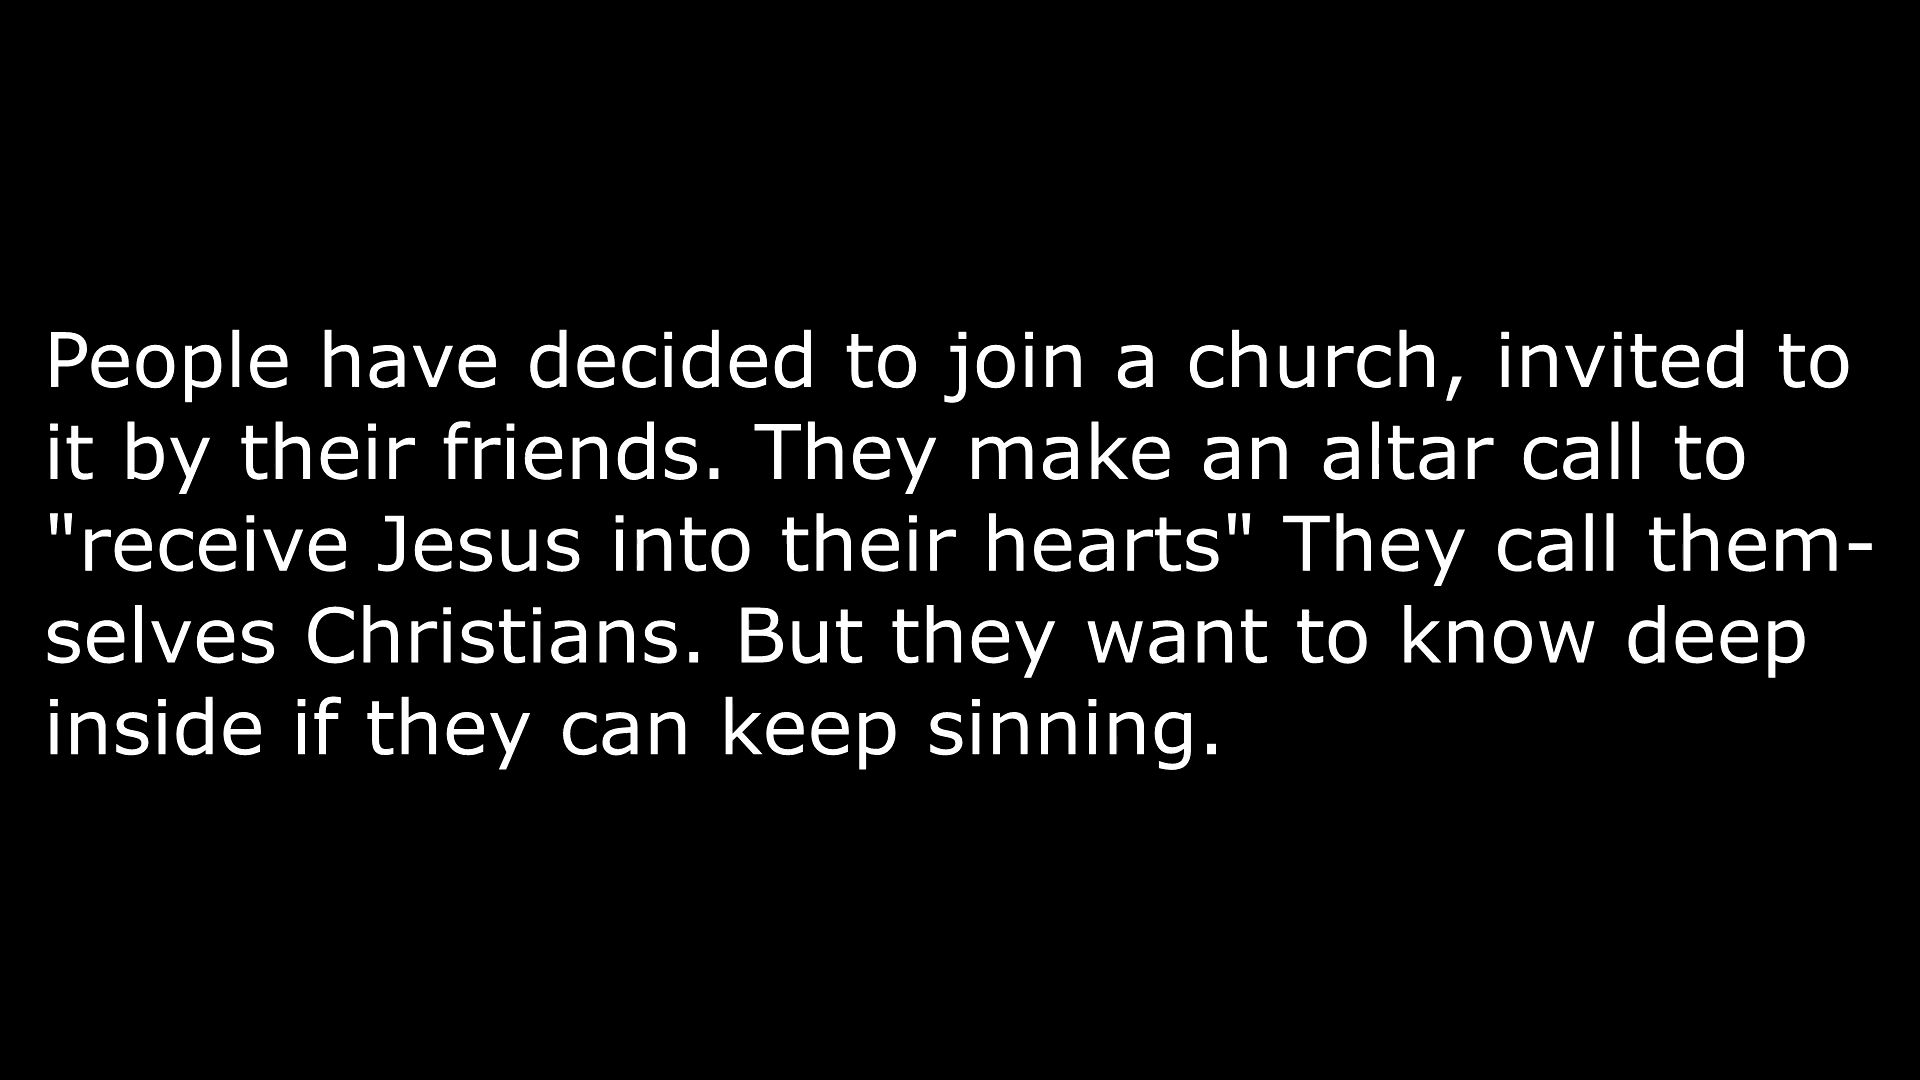 People have decided to join a church, invited to
it by their friends. They make an altar call to
"receive Jesus into their hearts" They call them-
selves Christians. But they want to know deep
inside if they can keep sinning.